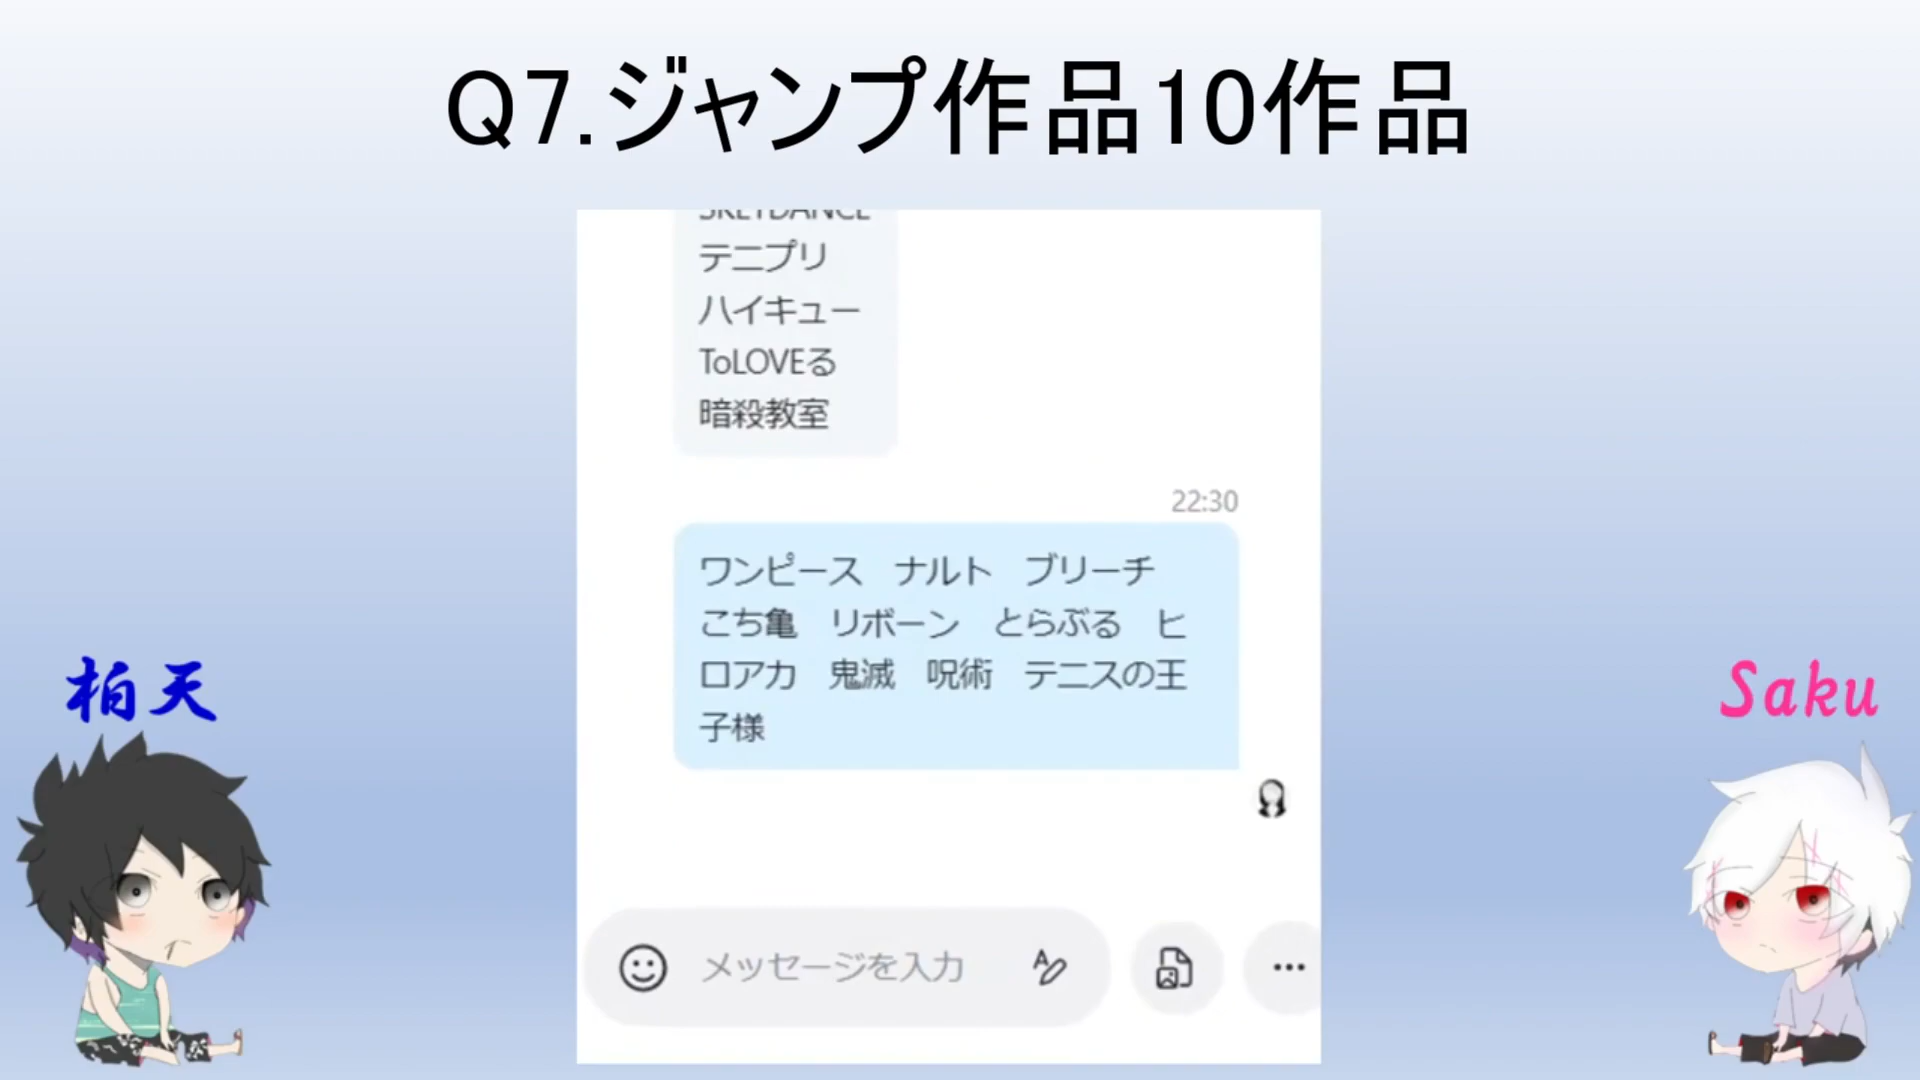 Q7.ジャンプ作品10作品
SKETDANCE
テニプリ
ハイキュー
ToLOVEる
暗殺教室
22:30
ワンピース　ナルト　ブリーチ
こち亀　リボーン　とらぶる　ヒ
ロアカ　鬼滅　呪術　テニスの王
子様
柏天
Saku
メッセージを入力